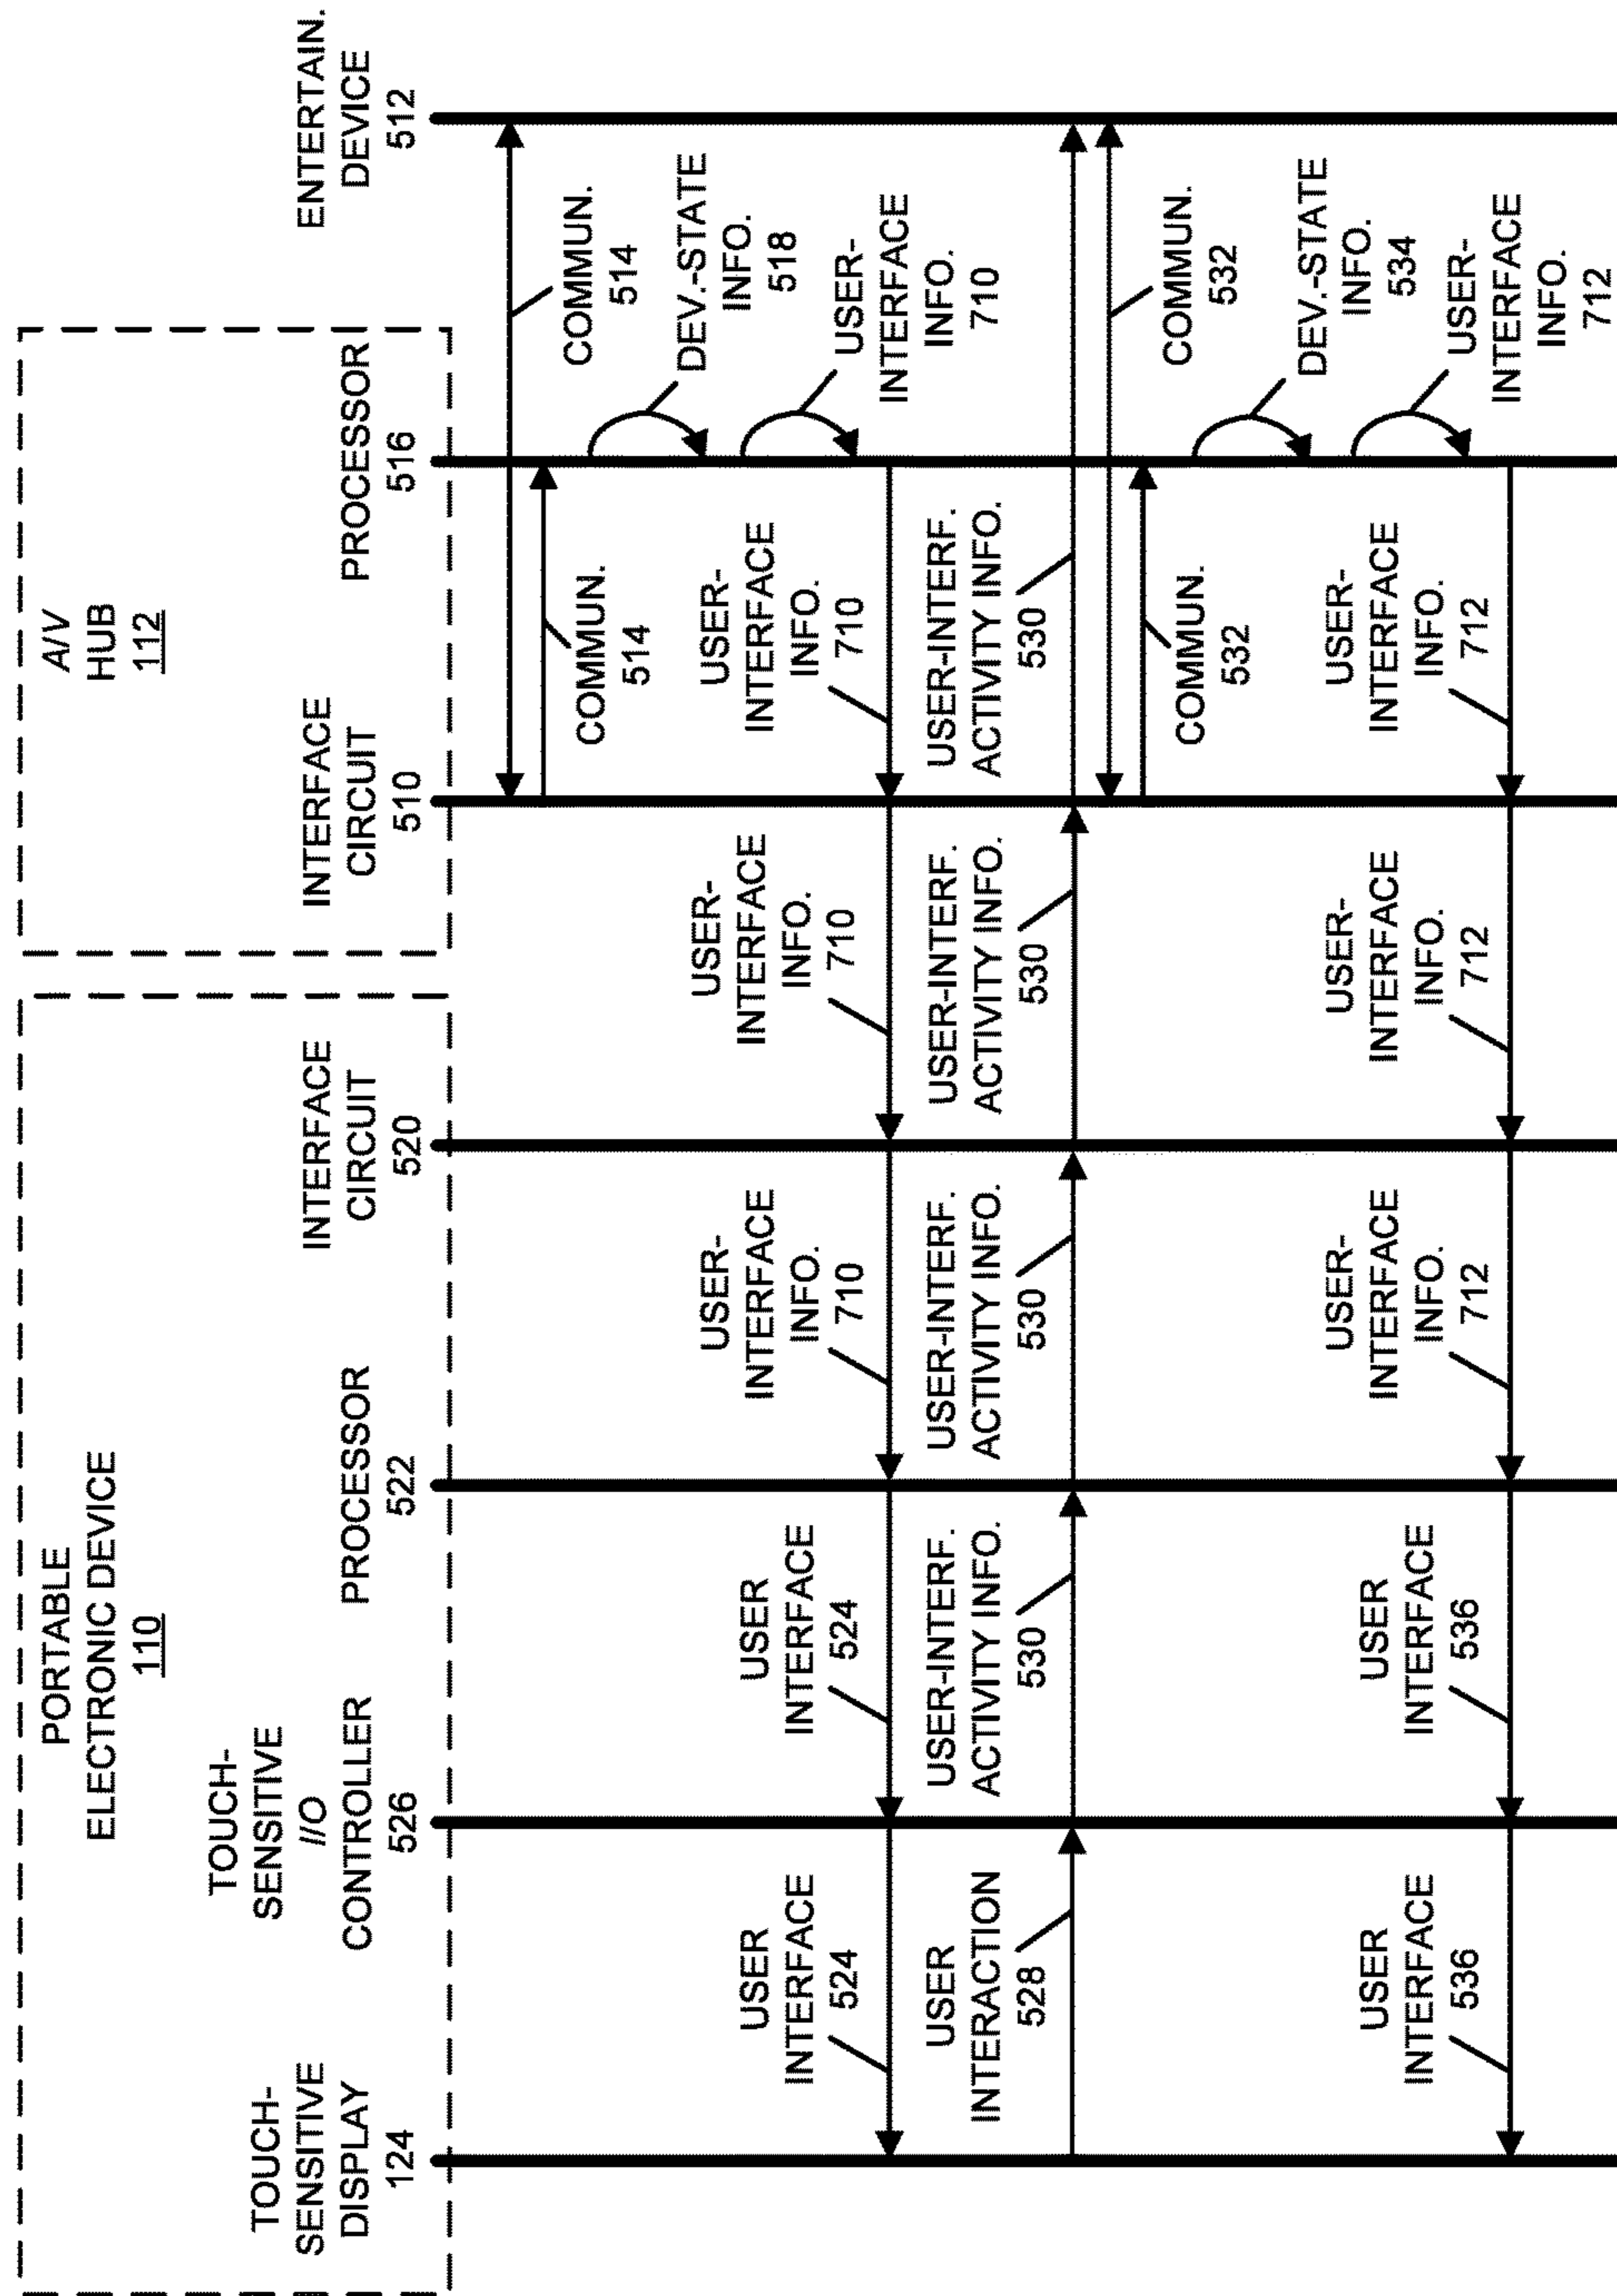 PORTABLE
ELECTRONIC DEVICE
110
A/V
HUB
112
TOUCH-
SENSITIVE
DISPLAY
124
TOUCH-
SENSITIVE
I/O
CONTROLLER
526
PROCESSOR
522
INTERFACE
CIRCUIT
520
INTERFACE
CIRCUIT
510
PROCESSOR
516
ENTERTAIN.
DEVICE
512
COMMUN.
514
COMMUN.
514
DEV.-STATE
INFO.
518
USER-
INTERFACE
INFO.
710
USER
INTERFACE
524
USER
INTERFACE
524
USER-
INTERFACE
INFO.
710
USER-
INTERFACE
INFO.
710
USER-
INTERFACE
INFO.
710
USER
INTERACTION
528
USER-INTERF.
ACTIVITY INFO.
530
USER-INTERF.
ACTIVITY INFO.
530
USER-INTERF.
ACTIVITY INFO.
530
USER-INTERF.
ACTIVITY INFO.
530
COMMUN.
532
COMMUN.
532
DEV.-STATE
INFO.
534
USER-
INTERFACE
INFO.
712
USER
INTERFACE
536
USER
INTERFACE
536
USER-
INTERFACE
INFO.
712
USER-
INTERFACE
INFO.
712
USER-
INTERFACE
INFO.
712